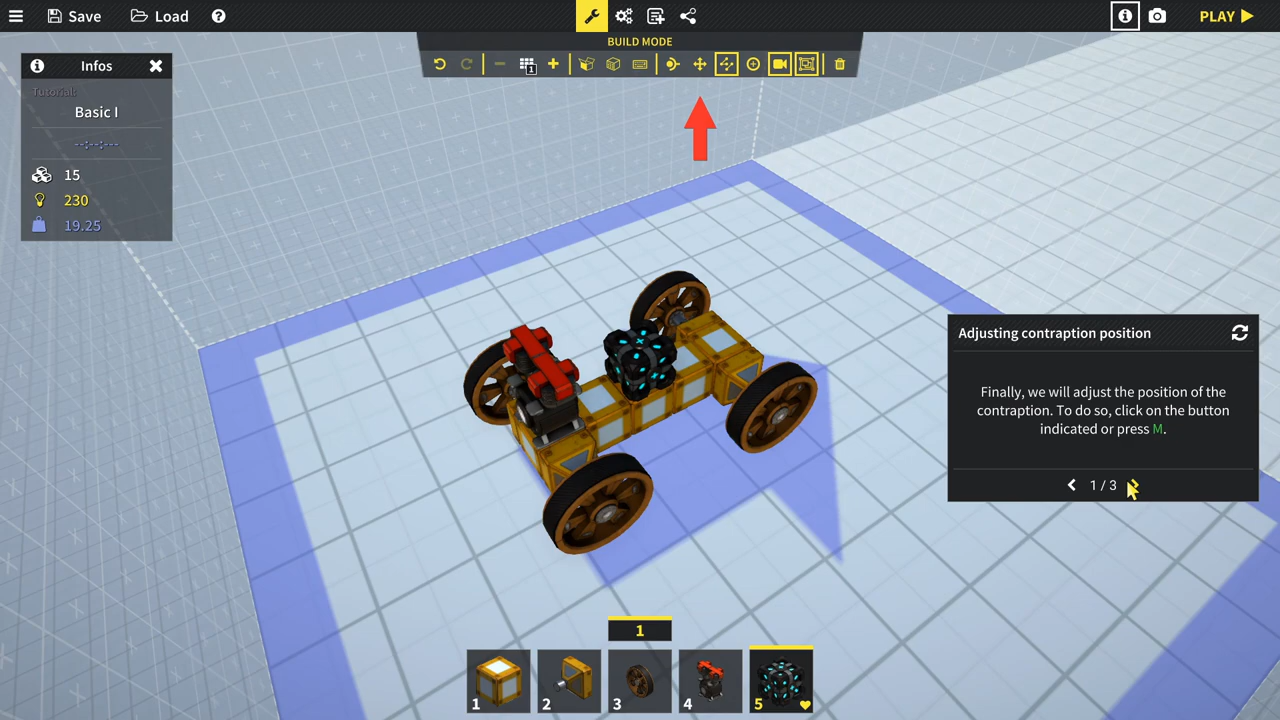 Save
Load
PLAY
BUILD MODE
1
Infos
Tutorial:
Basic I
--:--:--
15
230
19.25
Adjusting contraption position
Finally, we will adjust the position of the
contraption. To do so, click on the button
indicated or press M.
1 / 3
1
1
2
3
4
5